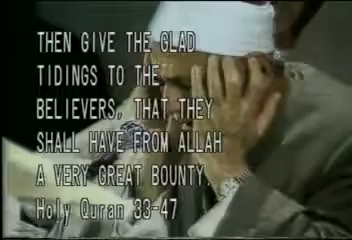 THEN GIVE THE GLAD
TIDINGS TO THE
BELIEVERS, THAT THEY
SHALL HAVE FROM ALLAH
A VERY GREAT BOUNTY.
Holy Quran 33-47